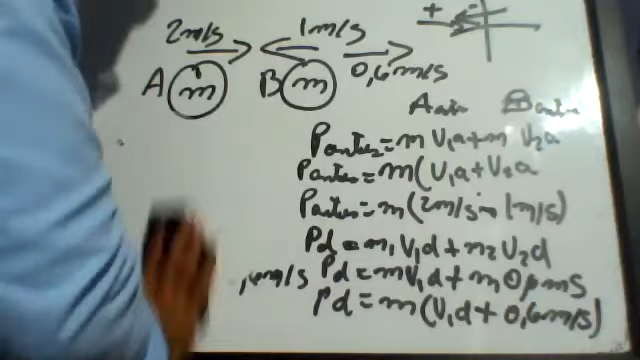 2m/s 1m/s + -
A m B m 0,6m/s
A antes B antes
Pantes = m V1a + m V2a
Pantes = m(V1a + V2a
Pantes = m(2m/s - 1m/s)
Pd = m1 V1d + m2 V2d
Pd = m V1d + m 0,6 m/s
Pd = m(V1d + 0,6m/s)